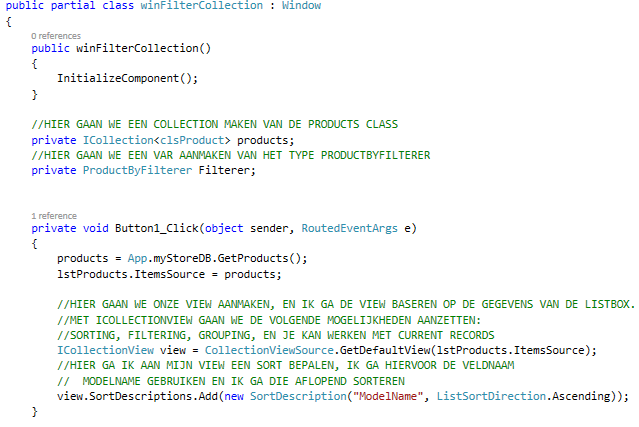 public partial class winFilterCollection : Window
{
0 references
public winFilterCollection()
{
InitializeComponent();
}
//HIER GAAN WE EEN COLLECTION MAKEN VAN DE PRODUCTS CLASS
private ICollection<clsProduct> products;
//HIER GAAN WE EEN VAR AANMAKEN VAN HET TYPE PRODUCTBYFILTERER
private ProductByFilterer Filterer;
1 reference
private void Button1_Click(object sender, RoutedEventArgs e)
{
products = App.myStoreDB.GetProducts();
lstProducts.ItemsSource = products;
//HIER GAAN WE ONZE VIEW AANMAKEN, EN IK GA DE VIEW BASEREN OP DE GEGEVENS VAN DE LISTBOX.
//MET ICOLLECTIONVIEW GAAN WE DE VOLGENDE MOGELIJKHEDEN AANZETTEN:
//SORTING, FILTERING, GROUPING, EN JE KAN WERKEN MET CURRENT RECORDS
ICollectionView view = CollectionViewSource.GetDefaultView(lstProducts.ItemsSource);
//HIER GA IK AAN MIJN VIEW EEN SORT BEPALEN, IK GA HIERVOOR DE VELDNAAM
//  MODELNAME GEBRUIKEN EN IK GA DIE AFLOPEND SORTEREN
view.SortDescriptions.Add(new SortDescription("ModelName", ListSortDirection.Ascending));
}